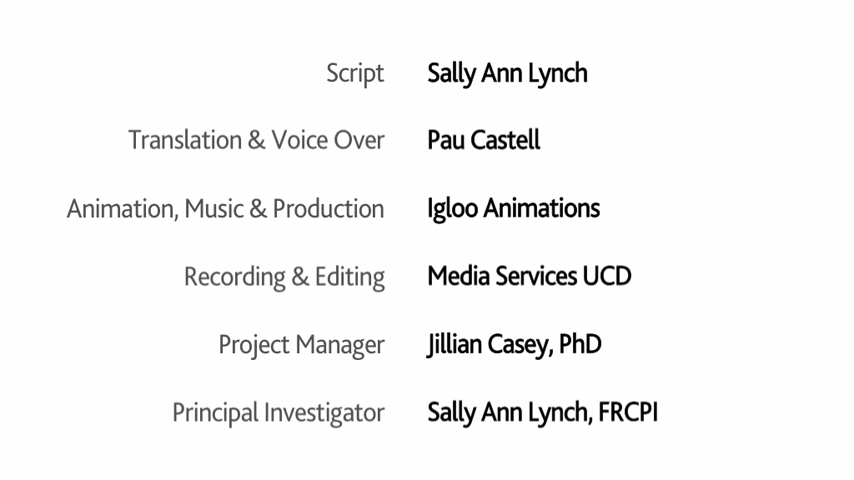 Script Sally Ann Lynch
Translation & Voice Over Pau Castell
Animation, Music & Production Igloo Animations
Recording & Editing Media Services UCD
Project Manager Jillian Casey, PhD
Principal Investigator Sally Ann Lynch, FRCPI